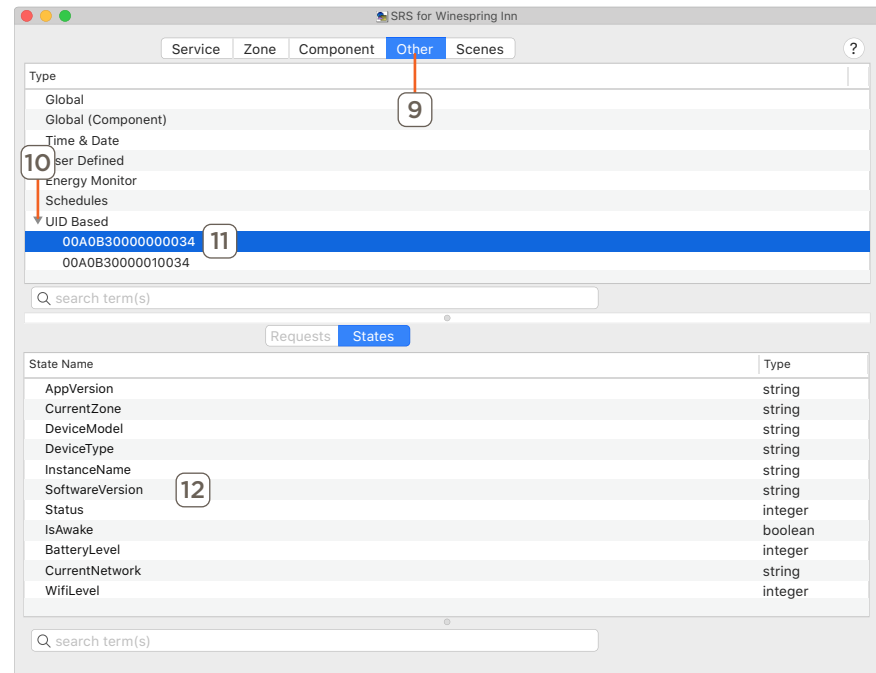 SRS for Winespring Inn
Service Zone Component Other Scenes ?
Type
9
Global
Global (Component)
Time & Date
10 ser Defined
Energy Monitor
Schedules
UID Based
00A0B30000000034 11
00A0B30000010034
search term(s)
Requests States
State Name Type
AppVersion string
CurrentZone string
DeviceModel string
DeviceType string
InstanceName string
SoftwareVersion 12 string
Status integer
IsAwake boolean
BatteryLevel integer
CurrentNetwork string
WifiLevel integer
search term(s)